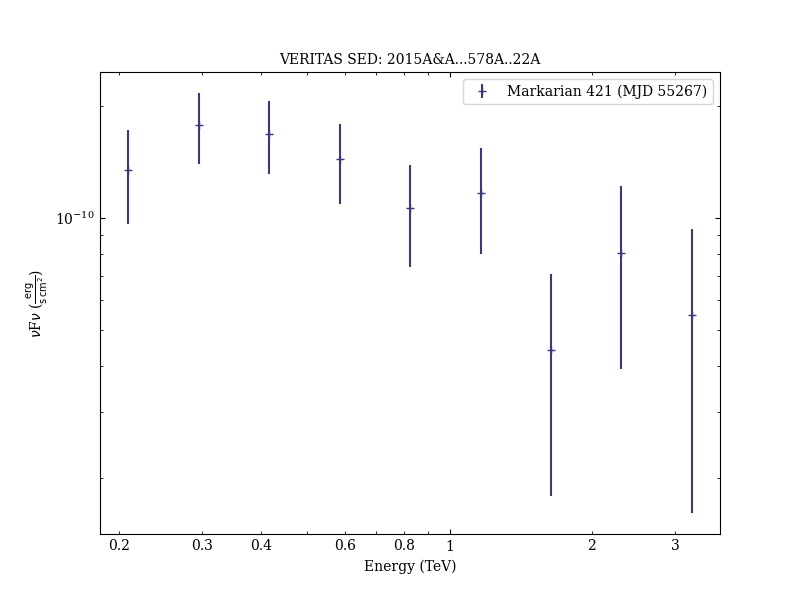 VERITAS SED: 2015A&A...578A..22A
Markarian 421 (MJD 55267)
10⁻¹⁰
νFν (erg / s cm²)
0.2 0.3 0.4 0.6 0.8 1 2 3
Energy (TeV)